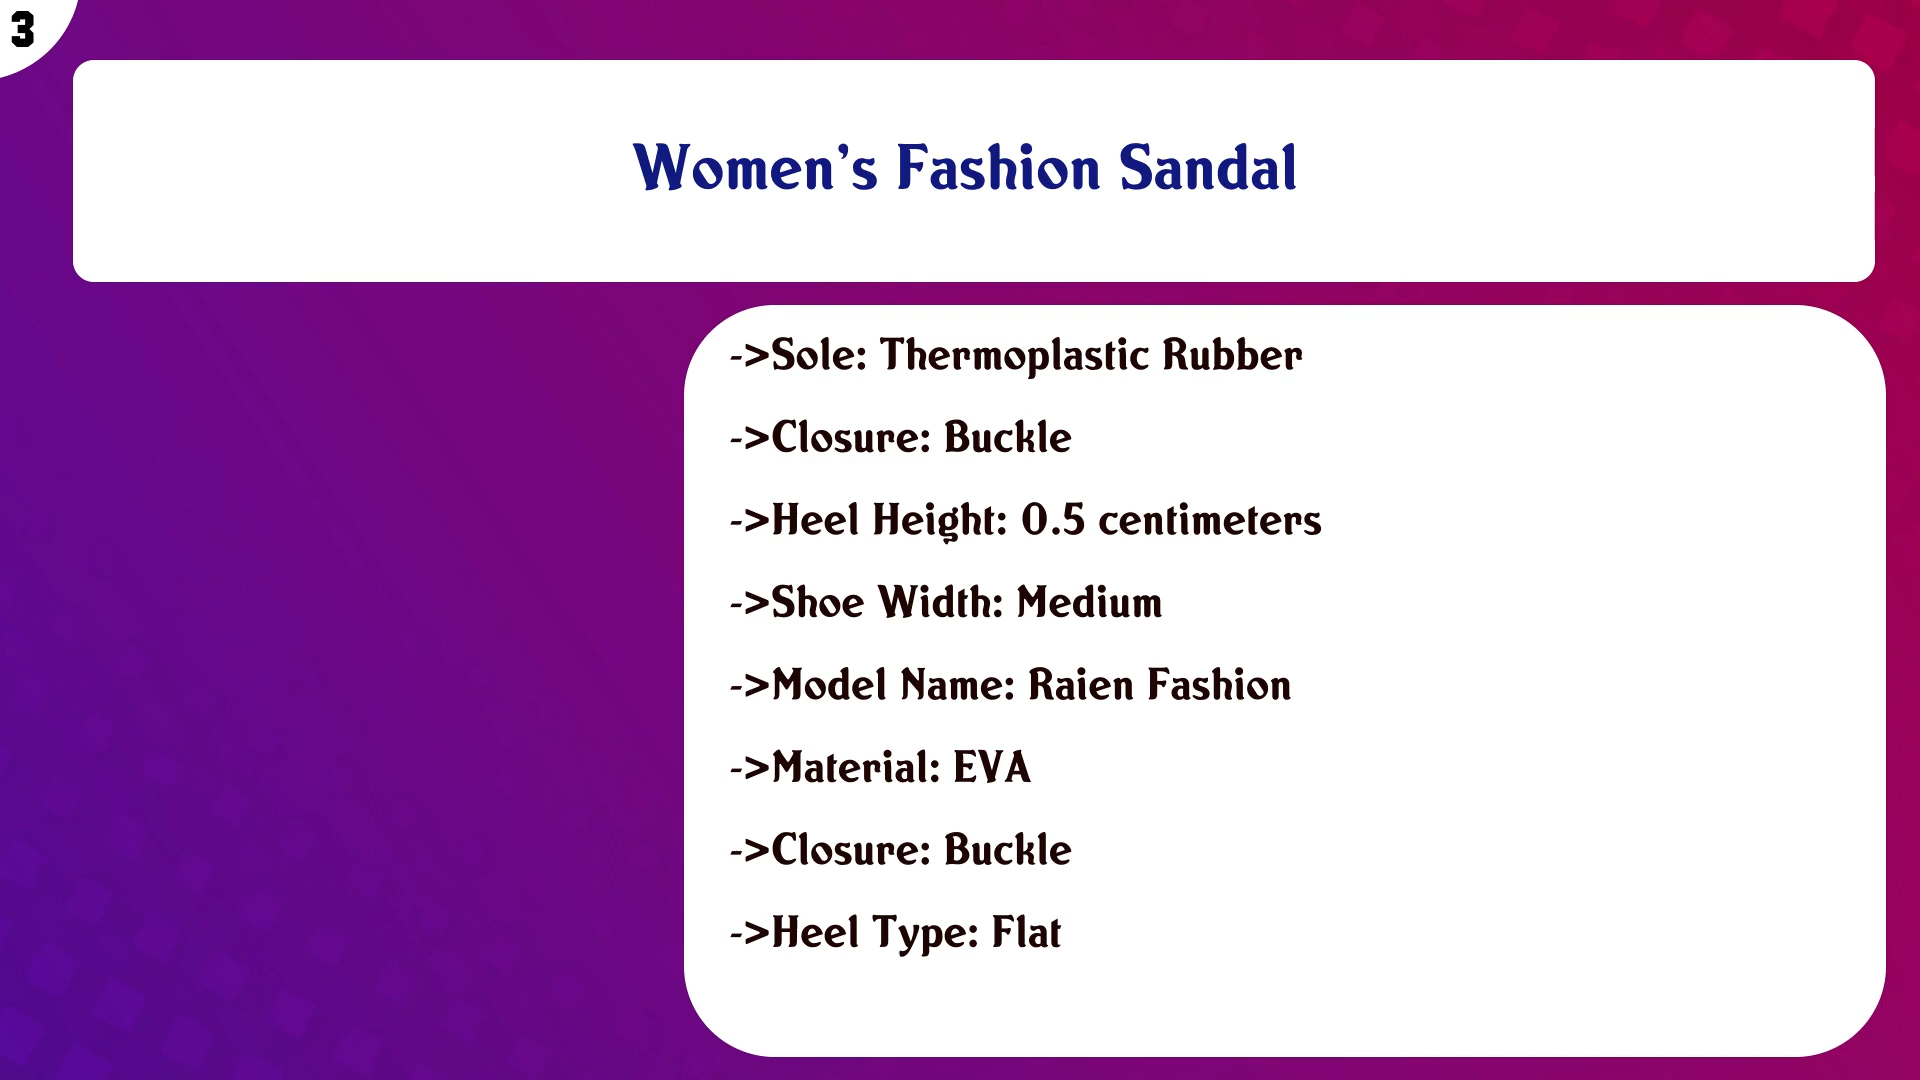 3
Women's Fashion Sandal
->Sole: Thermoplastic Rubber
->Closure: Buckle
->Heel Height: 0.5 centimeters
->Shoe Width: Medium
->Model Name: Raien Fashion
->Material: EVA
->Closure: Buckle
->Heel Type: Flat